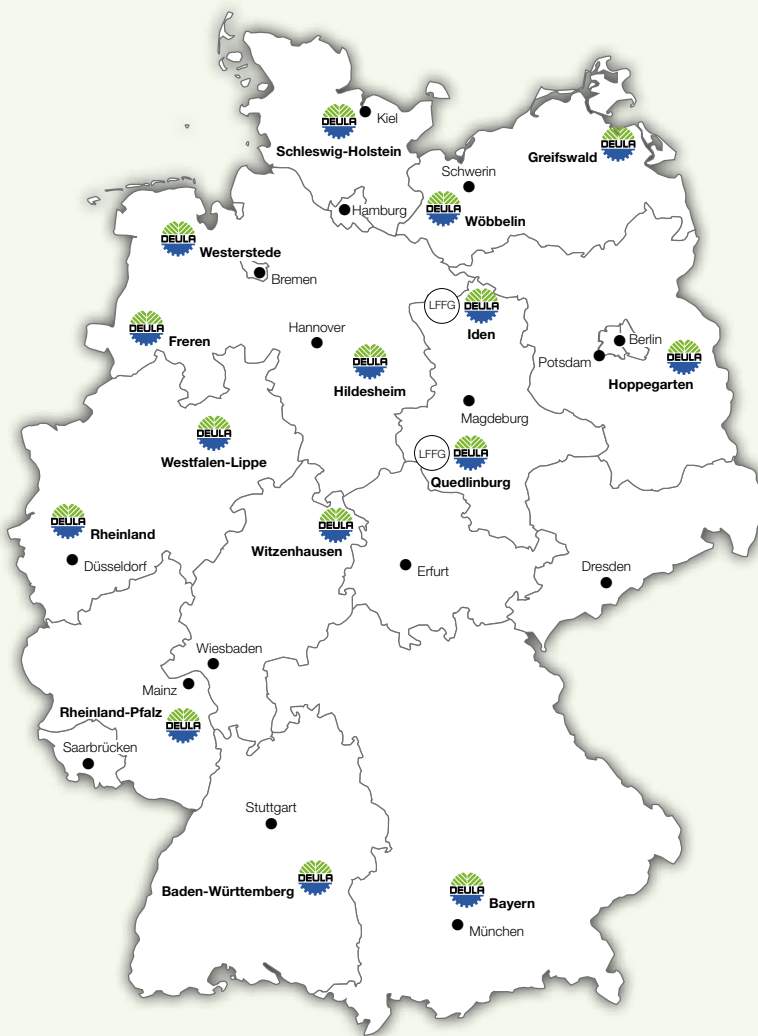 DEULA
Kiel
Schleswig-Holstein
DEULA
Greifswald
Schwerin
Hamburg
DEULA
Wöbbelin
DEULA
Westerstede
Bremen
LFFG
DEULA
Iden
DEULA
Freren
Hannover
DEULA
Hildesheim
Berlin
Potsdam
DEULA
Hoppegarten
Magdeburg
DEULA
Westfalen-Lippe
LFFG
DEULA
Quedlinburg
DEULA
Rheinland
DEULA
Witzenhausen
Düsseldorf
Erfurt
Dresden
Wiesbaden
Mainz
Rheinland-Pfalz
DEULA
Saarbrücken
Stuttgart
DEULA
Baden-Württemberg
DEULA
Bayern
München